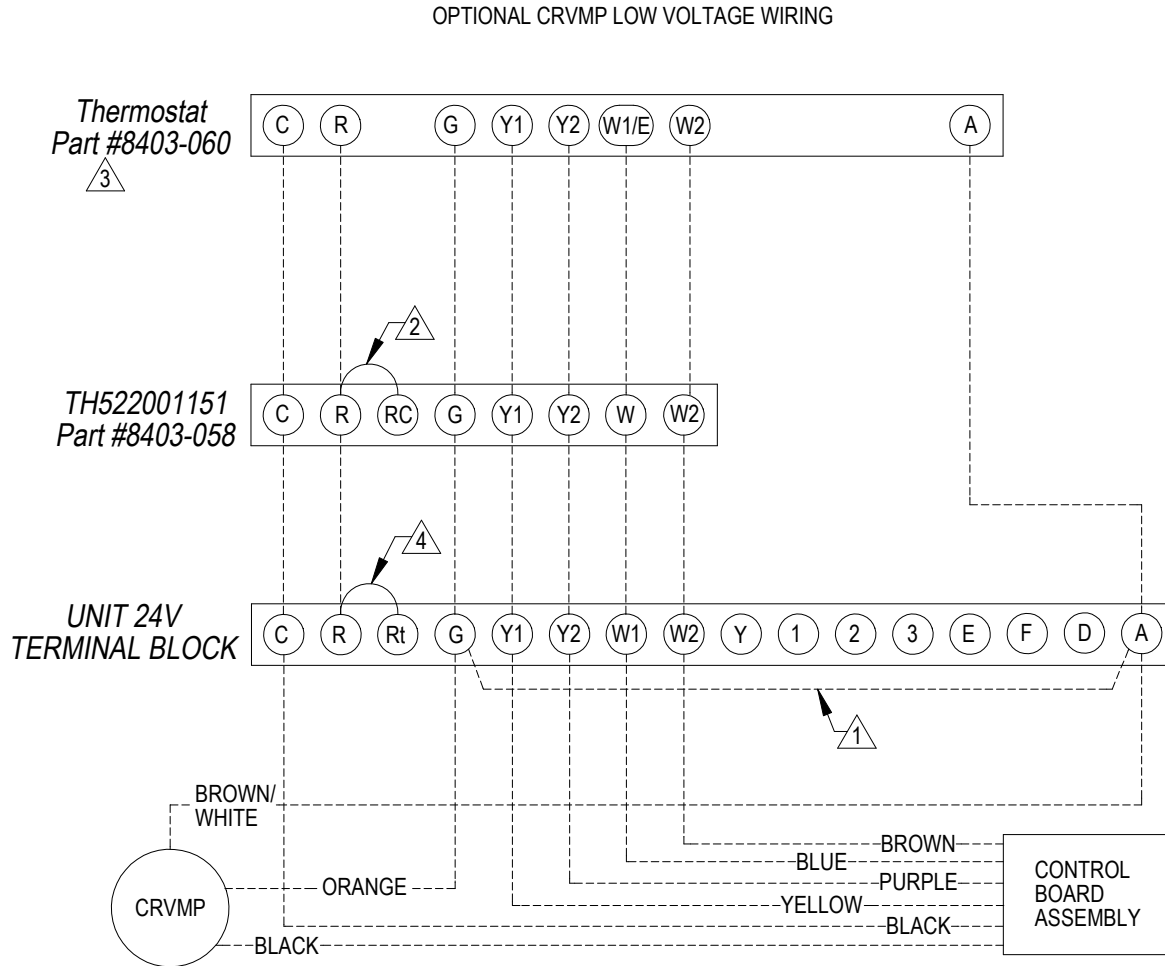 OPTIONAL CRVMP LOW VOLTAGE WIRING
Thermostat
Part #8403-060
3
C R G Y1 Y2 W1/E W2 A
2
TH522001151
Part #8403-058
C R RC G Y1 Y2 W W2
4
UNIT 24V
TERMINAL BLOCK
C R Rt G Y1 Y2 W1 W2 Y 1 2 3 E F D A
1
BROWN/
WHITE
BROWN
BLUE
ORANGE
PURPLE
YELLOW
BLACK
BLACK
CRVMP
CONTROL
BOARD
ASSEMBLY